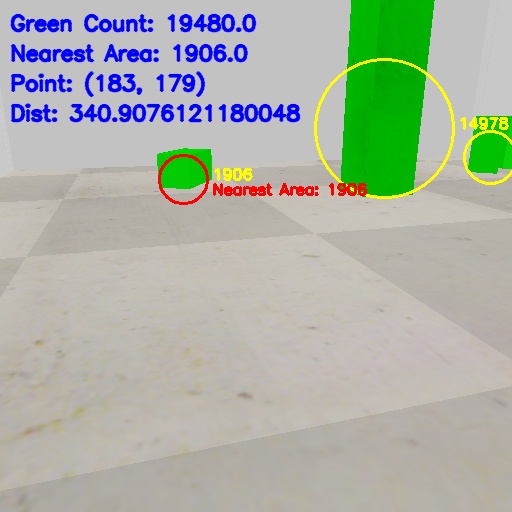 Green Count: 19480.0
Nearest Area: 1906.0
Point: (183, 179)
Dist: 340.9076121180048
14978
1906
Nearest Area: 1906